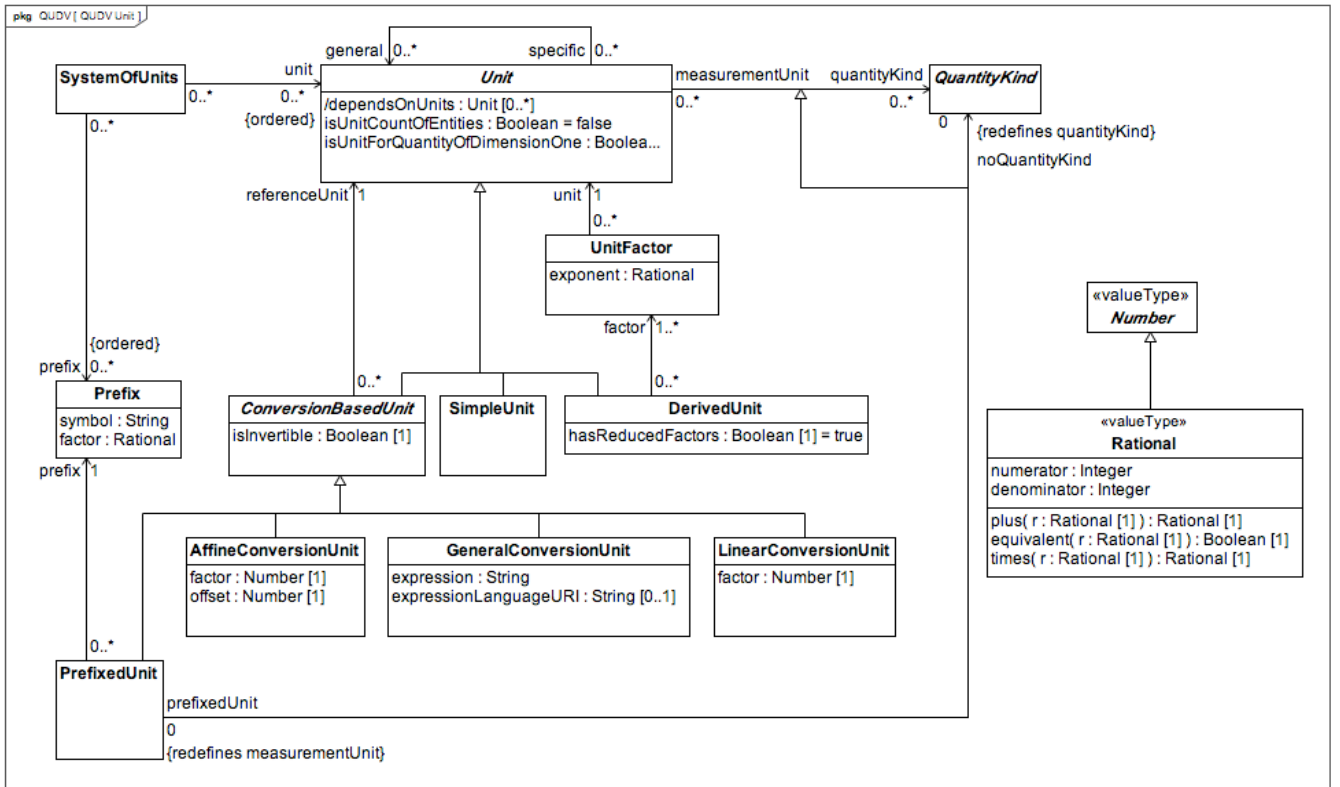 pkg QUDV [ QUDV Unit ]
general 0..*
specific 0..*
SystemOfUnits
0..*
unit
0..*
{ordered}
0..*
Unit
/dependsOnUnits : Unit [0..*]
isUnitCountOfEntities : Boolean = false
isUnitForQuantityOfDimensionOne : Boolea...
measurementUnit
0..*
quantityKind
0..*
QuantityKind
0
{redefines quantityKind}
noQuantityKind
referenceUnit 1
unit 1
0..*
UnitFactor
exponent : Rational
factor 1..*
«valueType»
Number
{ordered}
prefix 0..*
Prefix
symbol : String
factor : Rational
prefix 1
0..*
ConversionBasedUnit
isInvertible : Boolean [1]
SimpleUnit
0..*
DerivedUnit
hasReducedFactors : Boolean [1] = true
«valueType»
Rational
numerator : Integer
denominator : Integer
plus( r : Rational [1] ) : Rational [1]
equivalent( r : Rational [1] ) : Boolean [1]
times( r : Rational [1] ) : Rational [1]
AffineConversionUnit
factor : Number [1]
offset : Number [1]
GeneralConversionUnit
expression : String
expressionLanguageURI : String [0..1]
LinearConversionUnit
factor : Number [1]
0..*
PrefixedUnit
prefixedUnit
0
{redefines measurementUnit}